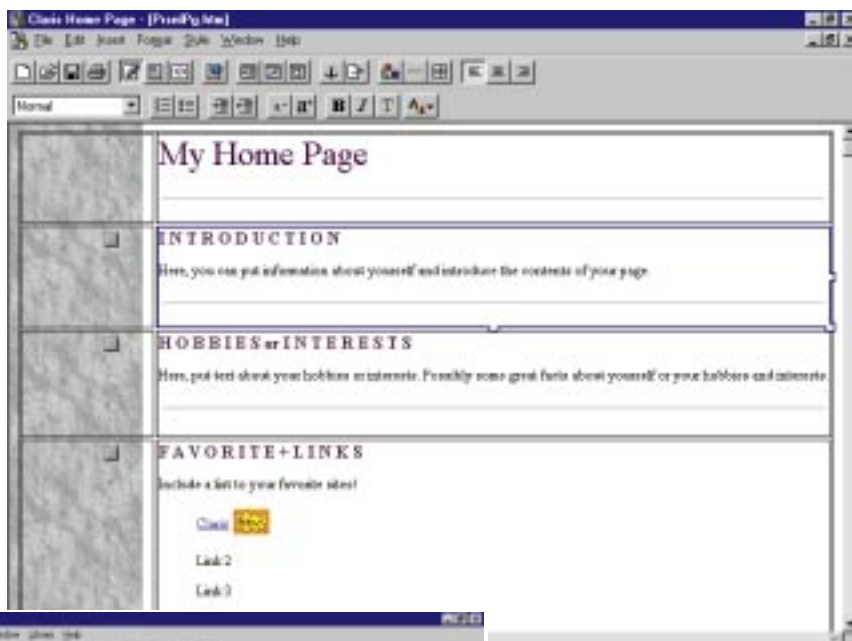 Claris Home Page - [PrsnlPg.htm]
File Edit Insert Format Style Window Help
Normal
B I T
My Home Page
INTRODUCTION
Here, you can put information about yourself and introduce the contents of your page.
HOBBIES or INTERESTS
Here, put text about your hobbies or interests. Possibly some great facts about yourself or your hobbies and interests.
FAVORITE+LINKS
Include a list to your favorite sites!
Claris
Link 2
Link 3
Help